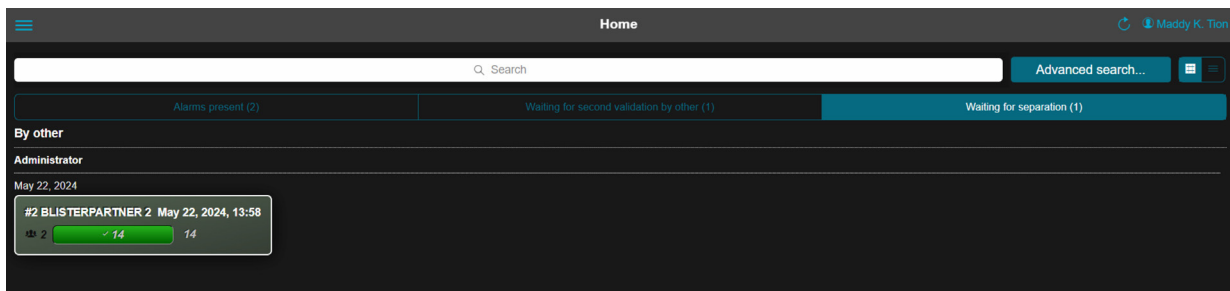 Home
Maddy K. Tion
Search
Advanced search...
Alarms present (2)
Waiting for second validation by other (1)
Waiting for separation (1)
By other
Administrator
May 22, 2024
#2 BLISTERPARTNER 2 May 22, 2024, 13:58
2 14 14